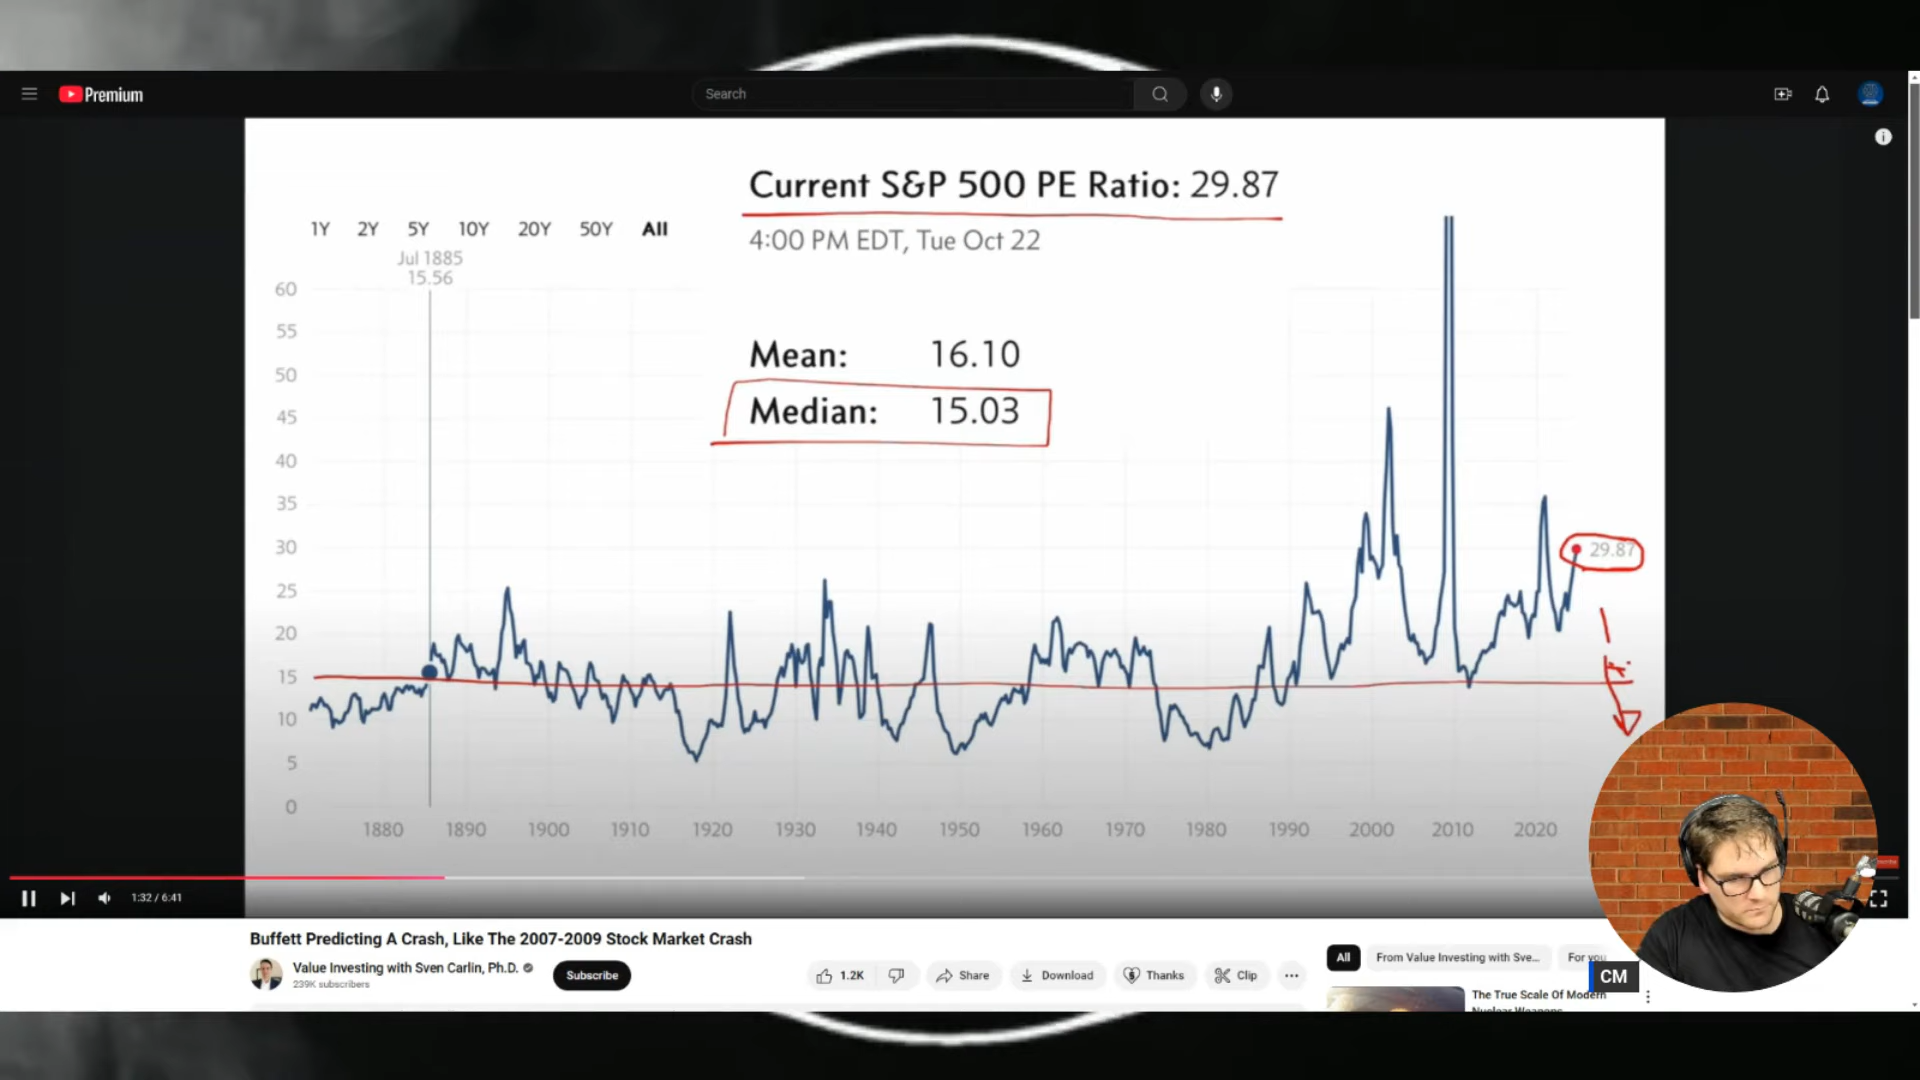 Premium
Search
Current S&P 500 PE Ratio: 29.87
4:00 PM EDT, Tue Oct 22
1Y 2Y 5Y 10Y 20Y 50Y All
Jul 1885
15.56
Mean: 16.10
Median: 15.03
60
55
50
45
40
35
30
25
20
15
10
5
0
29.87
1880 1890 1900 1910 1920 1930 1940 1950 1960 1970 1980 1990 2000 2010 2020
1:32 / 6:41
Buffett Predicting A Crash, Like The 2007-2009 Stock Market Crash
Value Investing with Sven Carlin, Ph.D.
239K subscribers
Subscribe
1.2K
Share
Download
Thanks
Clip
All
From Value Investing with Sve...
For you
CM
The True Scale Of Modern
Nuclear Weapons